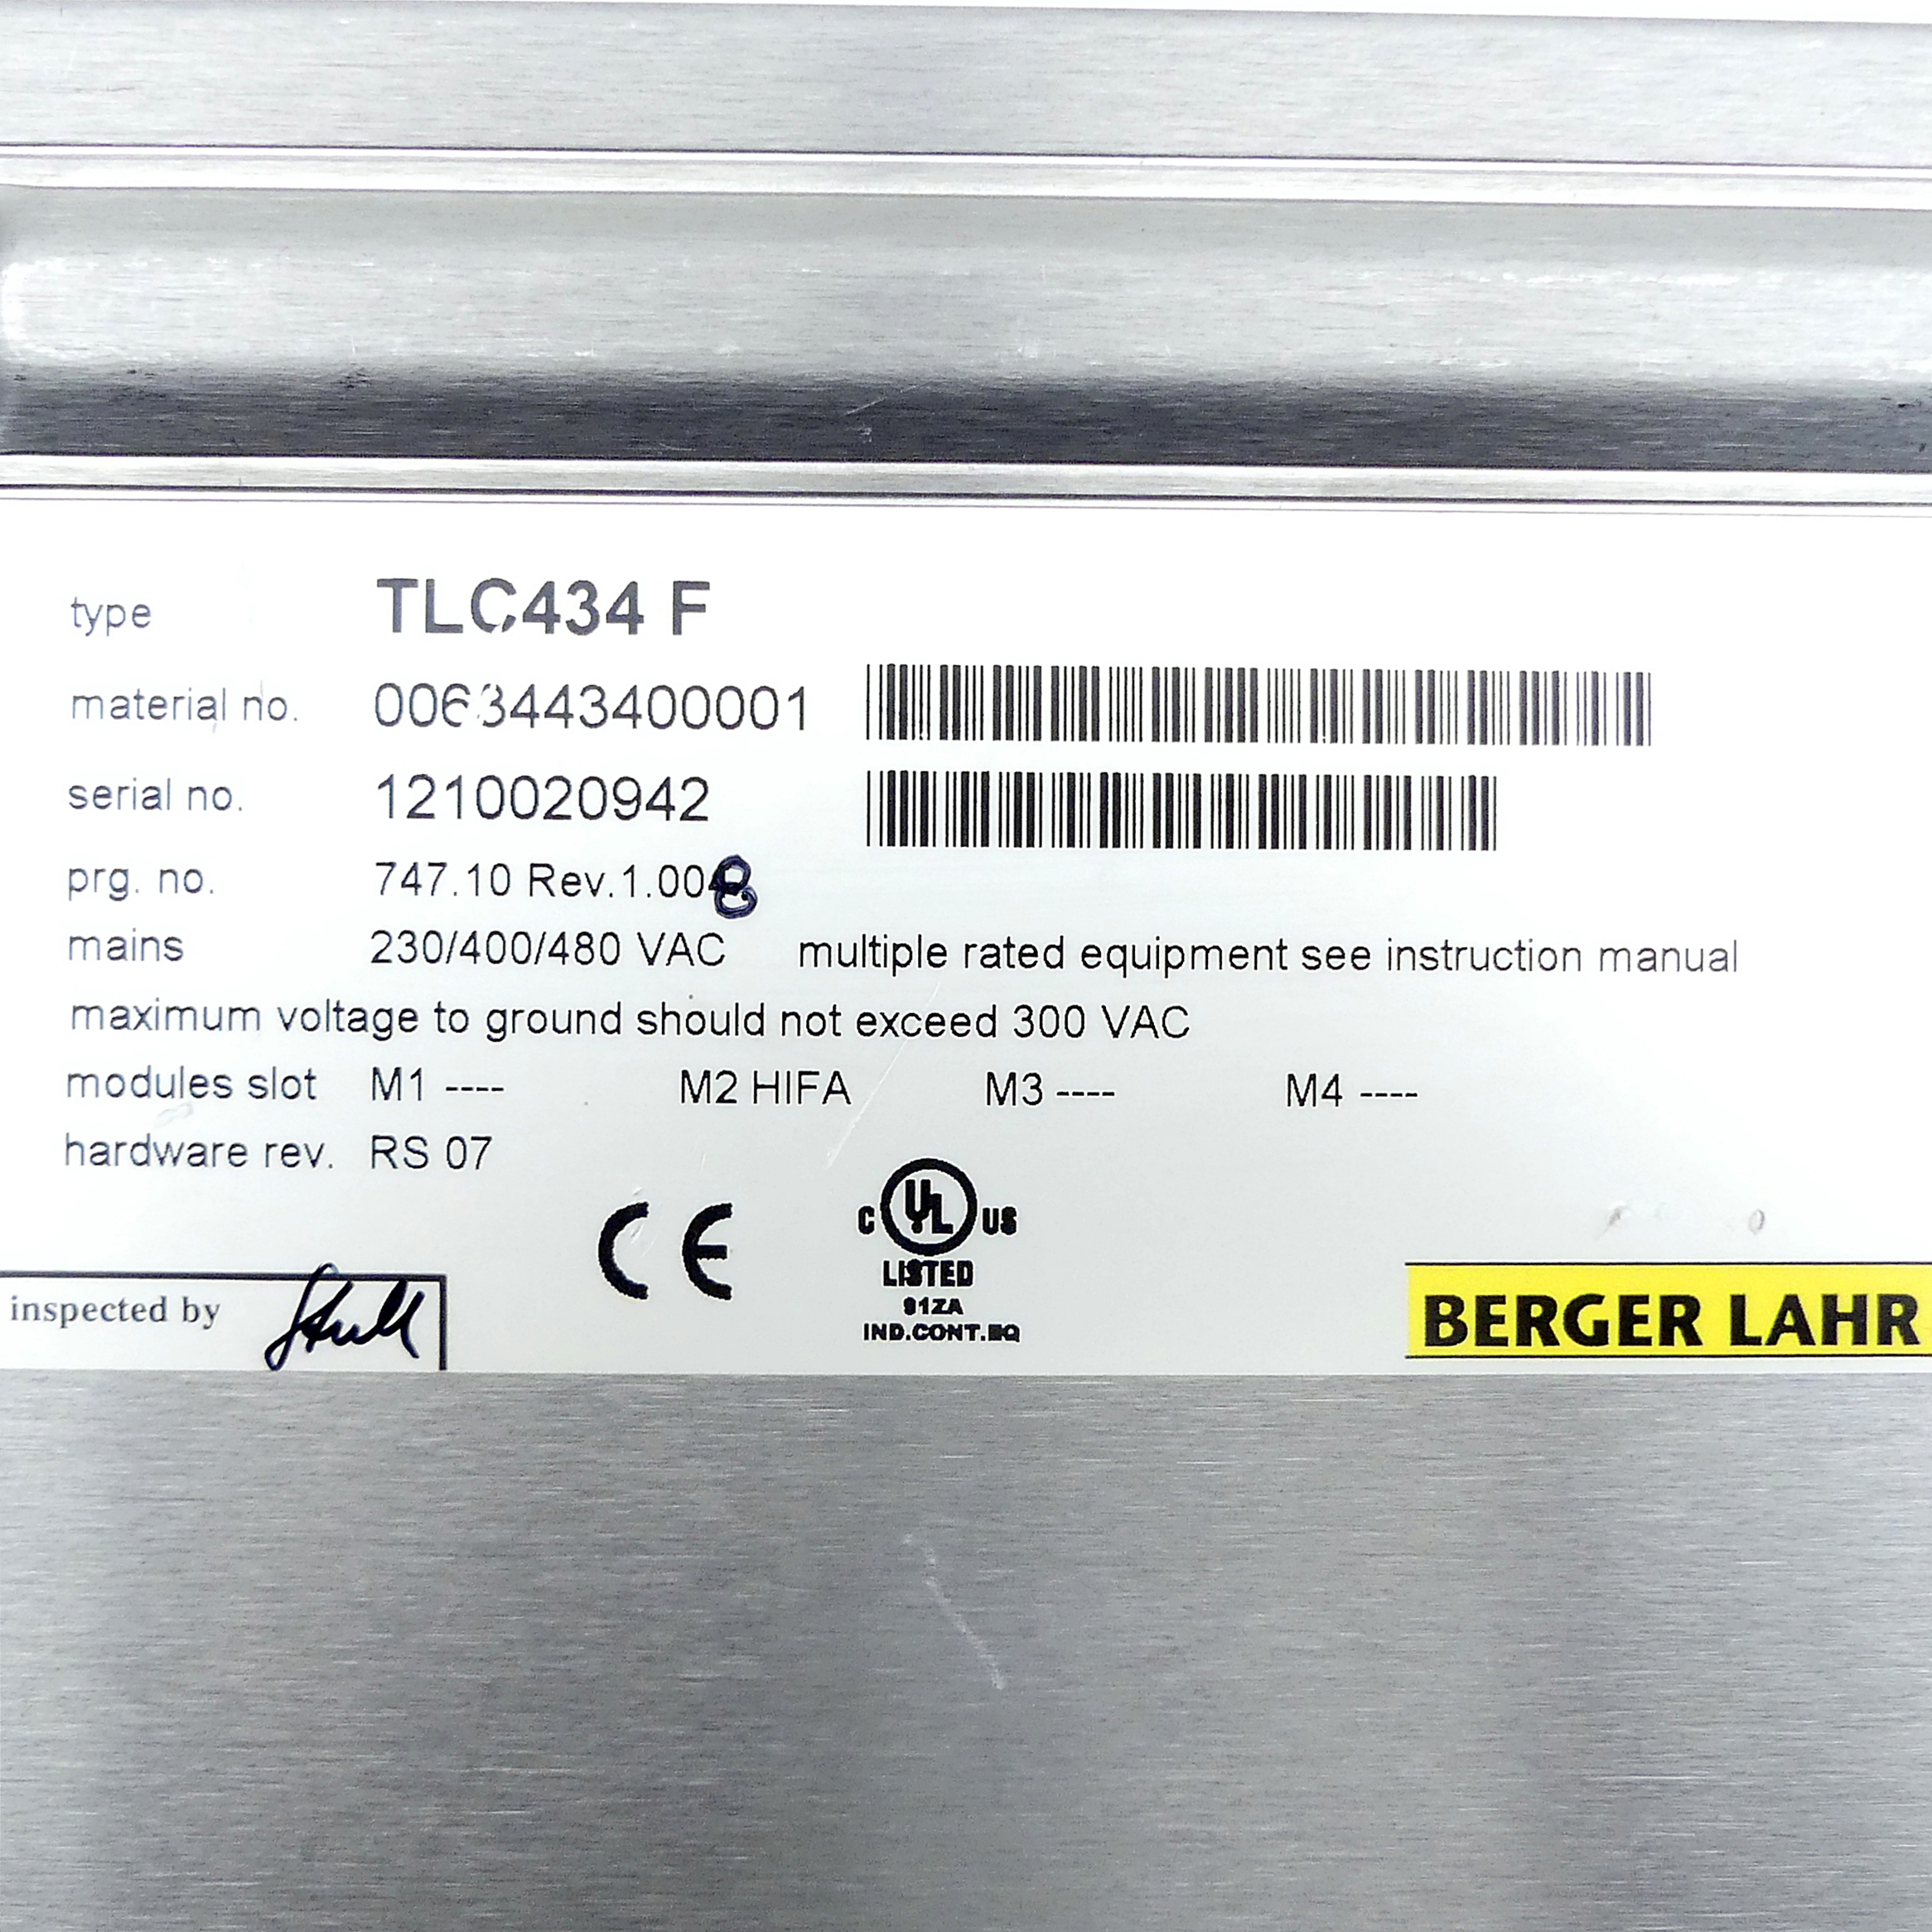 type TLC434 F
material no. 0063443400001
serial no. 1210020942
prg. no. 747.10 Rev.1.008
mains 230/400/480 VAC multiple rated equipment see instruction manual
maximum voltage to ground should not exceed 300 VAC
modules slot M1 ---- M2 HIFA M3 ---- M4 ----
hardware rev. RS 07
CE
C UL US
LISTED
91ZA
IND.CONT.EQ
inspected by
BERGER LAHR